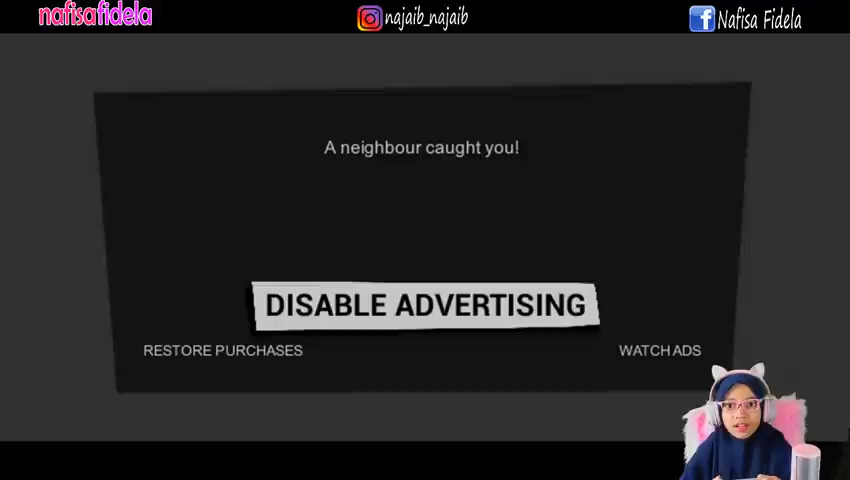 nafisafidela
najaib_najaib
Nafisa Fidela
A neighbour caught you!
DISABLE ADVERTISING
RESTORE PURCHASES
WATCH ADS